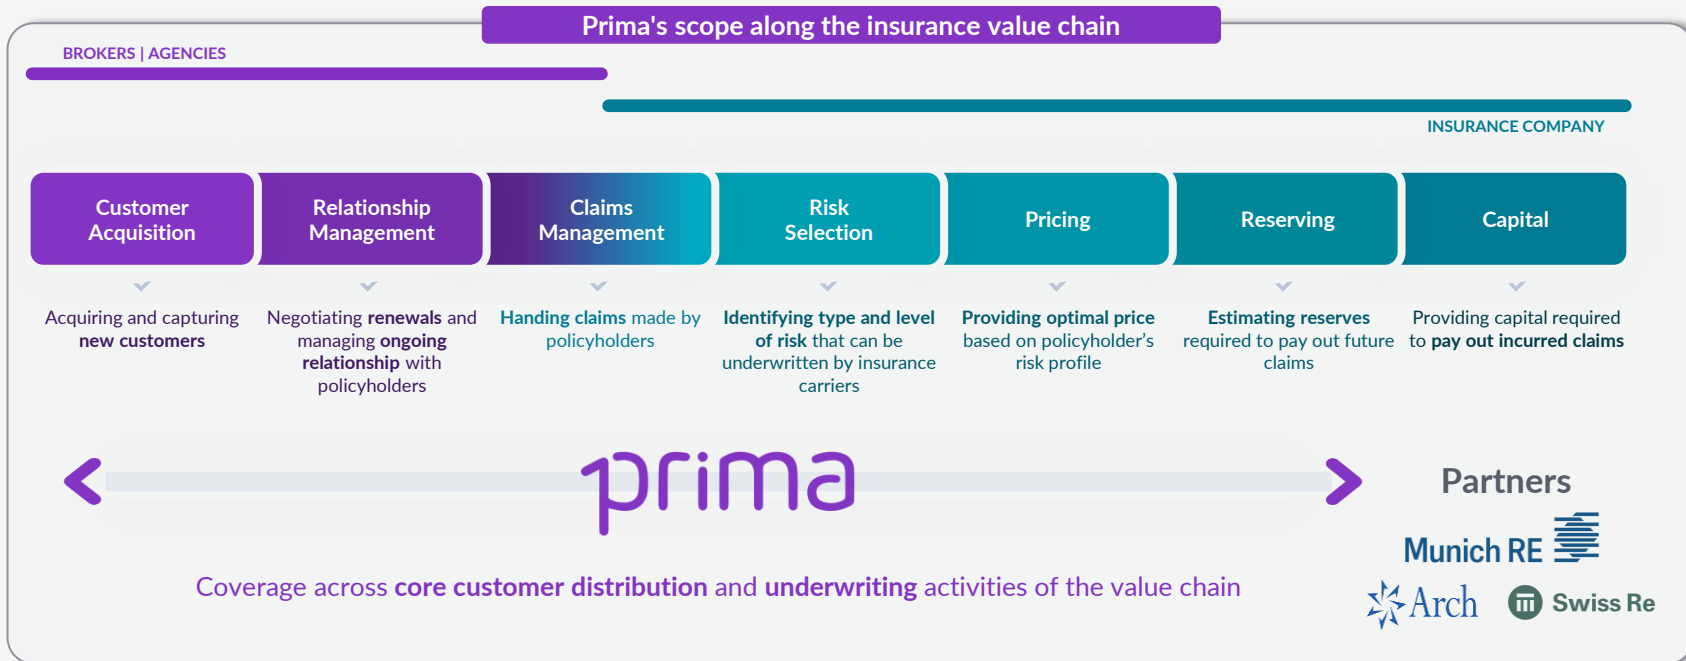 Prima's scope along the insurance value chain
BROKERS | AGENCIES
INSURANCE COMPANY
Customer
Acquisition
Relationship
Management
Claims
Management
Risk
Selection
Pricing
Reserving
Capital
Acquiring and capturing
new customers
Negotiating renewals and
managing ongoing
relationship with
policyholders
Handing claims made by
policyholders
Identifying type and level
of risk that can be
underwritten by insurance
carriers
Providing optimal price
based on policyholder's
risk profile
Estimating reserves
required to pay out future
claims
Providing capital required
to pay out incurred claims
prima
Partners
Munich RE
Arch
Swiss Re
Coverage across core customer distribution and underwriting activities of the value chain